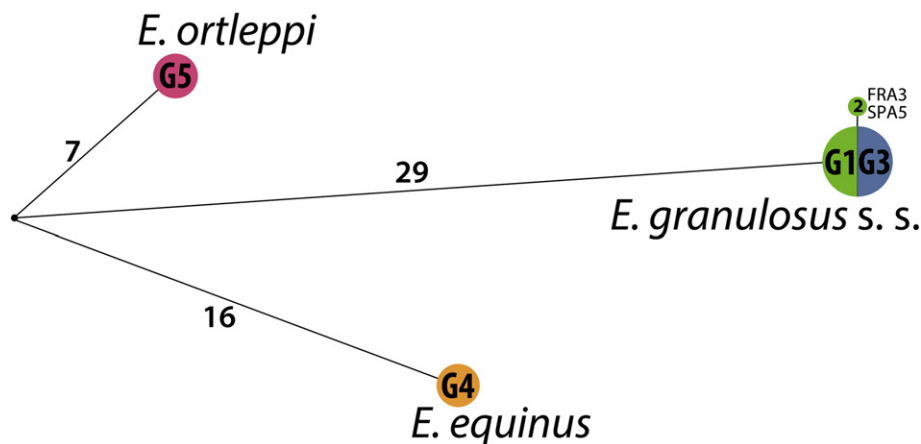 E. ortleppi
G5
FRA3
2
SPA5
7
29
G1 G3
E. granulosus s. s.
16
G4
E. equinus